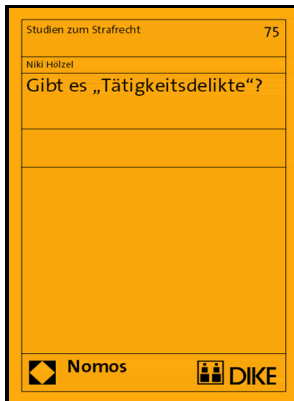 Studien zum Strafrecht 75
Niki Hölzel
Gibt es „Tätigkeitsdelikte“?
Nomos
DIKE